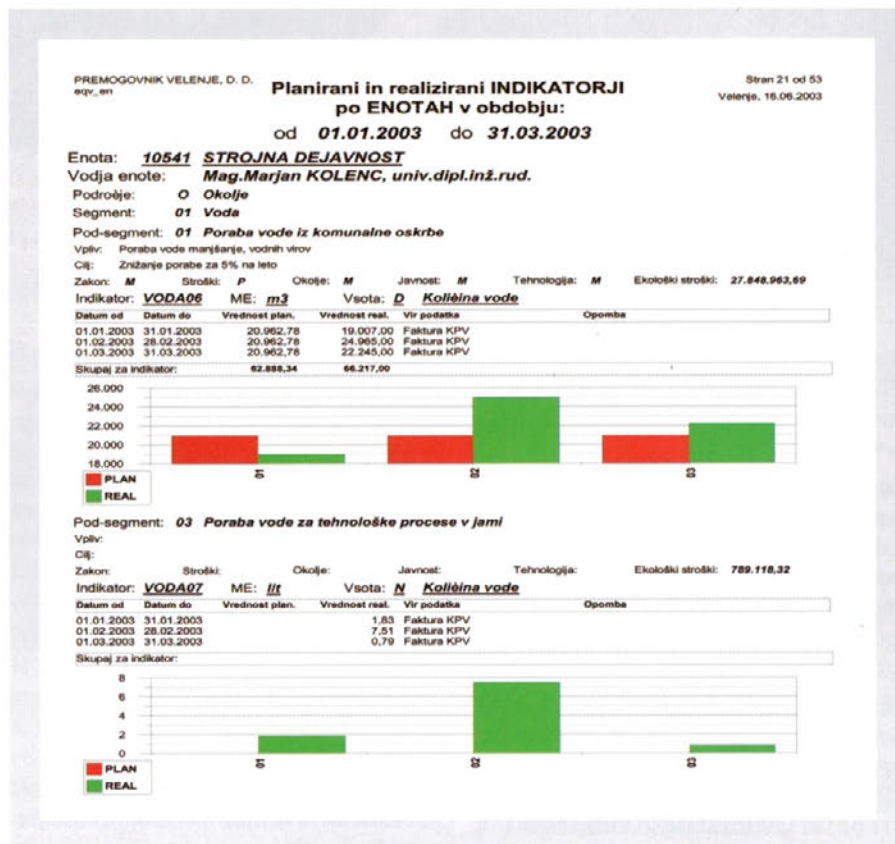 PREMOGOVNIK VELENJE, D. D.
eqv_en
Planirani in realizirani INDIKATORJI
po ENOTAH v obdobju:
Stran 21 od 53
Velenje, 16.06.2003
od 01.01.2003 do 31.03.2003
Enota: 10541 STROJNA DEJAVNOST
Vodja enote: Mag.Marjan KOLENC, univ.dipl.inž.rud.
Podroèje: O Okolje
Segment: 01 Voda
Pod-segment: 01 Poraba vode iz komunalne oskrbe
Vpliv: Poraba vode manjšanje, vodnih virov
Cilj: Znižanje porabe za 5% na leto
Zakon: M Stroški: P Okolje: M Javnost: M Tehnologija: M Ekološki stroški: 27.848.963,69
Indikator: VODA06 ME: m3 Vsota: D Kolièina vode
Datum od Datum do Vrednost plan. Vrednost real. Vir podatka Opomba
01.01.2003 31.01.2003 20.962,78 19.007,00 Faktura KPV
01.02.2003 28.02.2003 20.962,78 24.965,00 Faktura KPV
01.03.2003 31.03.2003 20.962,78 22.245,00 Faktura KPV
Skupaj za indikator: 62.888,34 66.217,00
26.000
24.000
22.000
20.000
18.000
01 02 03
PLAN
REAL
Pod-segment: 03 Poraba vode za tehnološke procese v jami
Vpliv:
Cilj:
Zakon: Stroški: Okolje: Javnost: Tehnologija: Ekološki stroški: 789.118,32
Indikator: VODA07 ME: l/t Vsota: N Kolièina vode
Datum od Datum do Vrednost plan. Vrednost real. Vir podatka Opomba
01.01.2003 31.01.2003 1,83 Faktura KPV
01.02.2003 28.02.2003 7,51 Faktura KPV
01.03.2003 31.03.2003 0,79 Faktura KPV
Skupaj za indikator:
8
6
4
2
0
01 02 03
PLAN
REAL